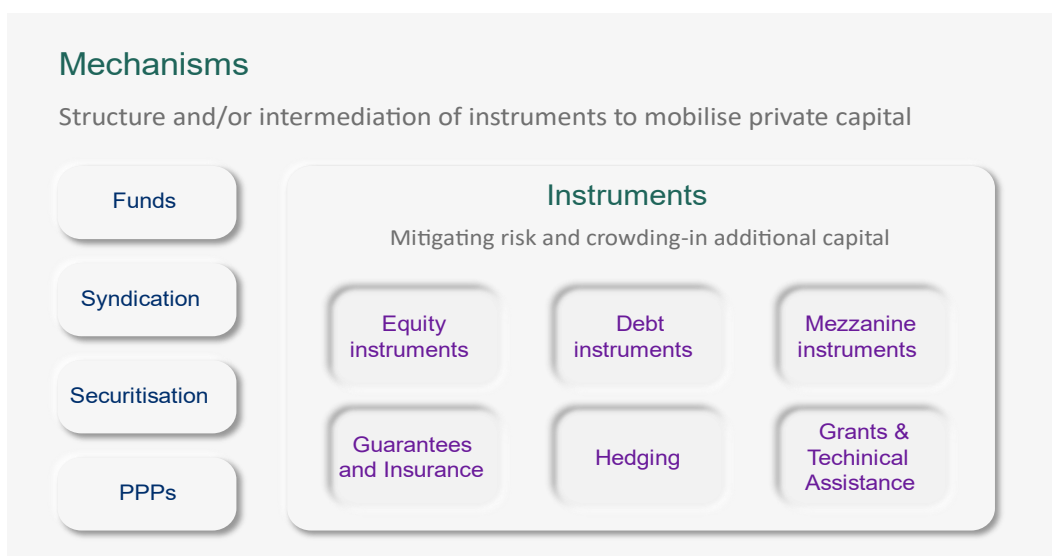 Mechanisms
Structure and/or intermediation of instruments to mobilise private capital
Funds
Syndication
Securitisation
PPPs
Instruments
Mitigating risk and crowding-in additional capital
Equity
instruments
Debt
instruments
Mezzanine
instruments
Guarantees
and Insurance
Hedging
Grants &
Techinical
Assistance